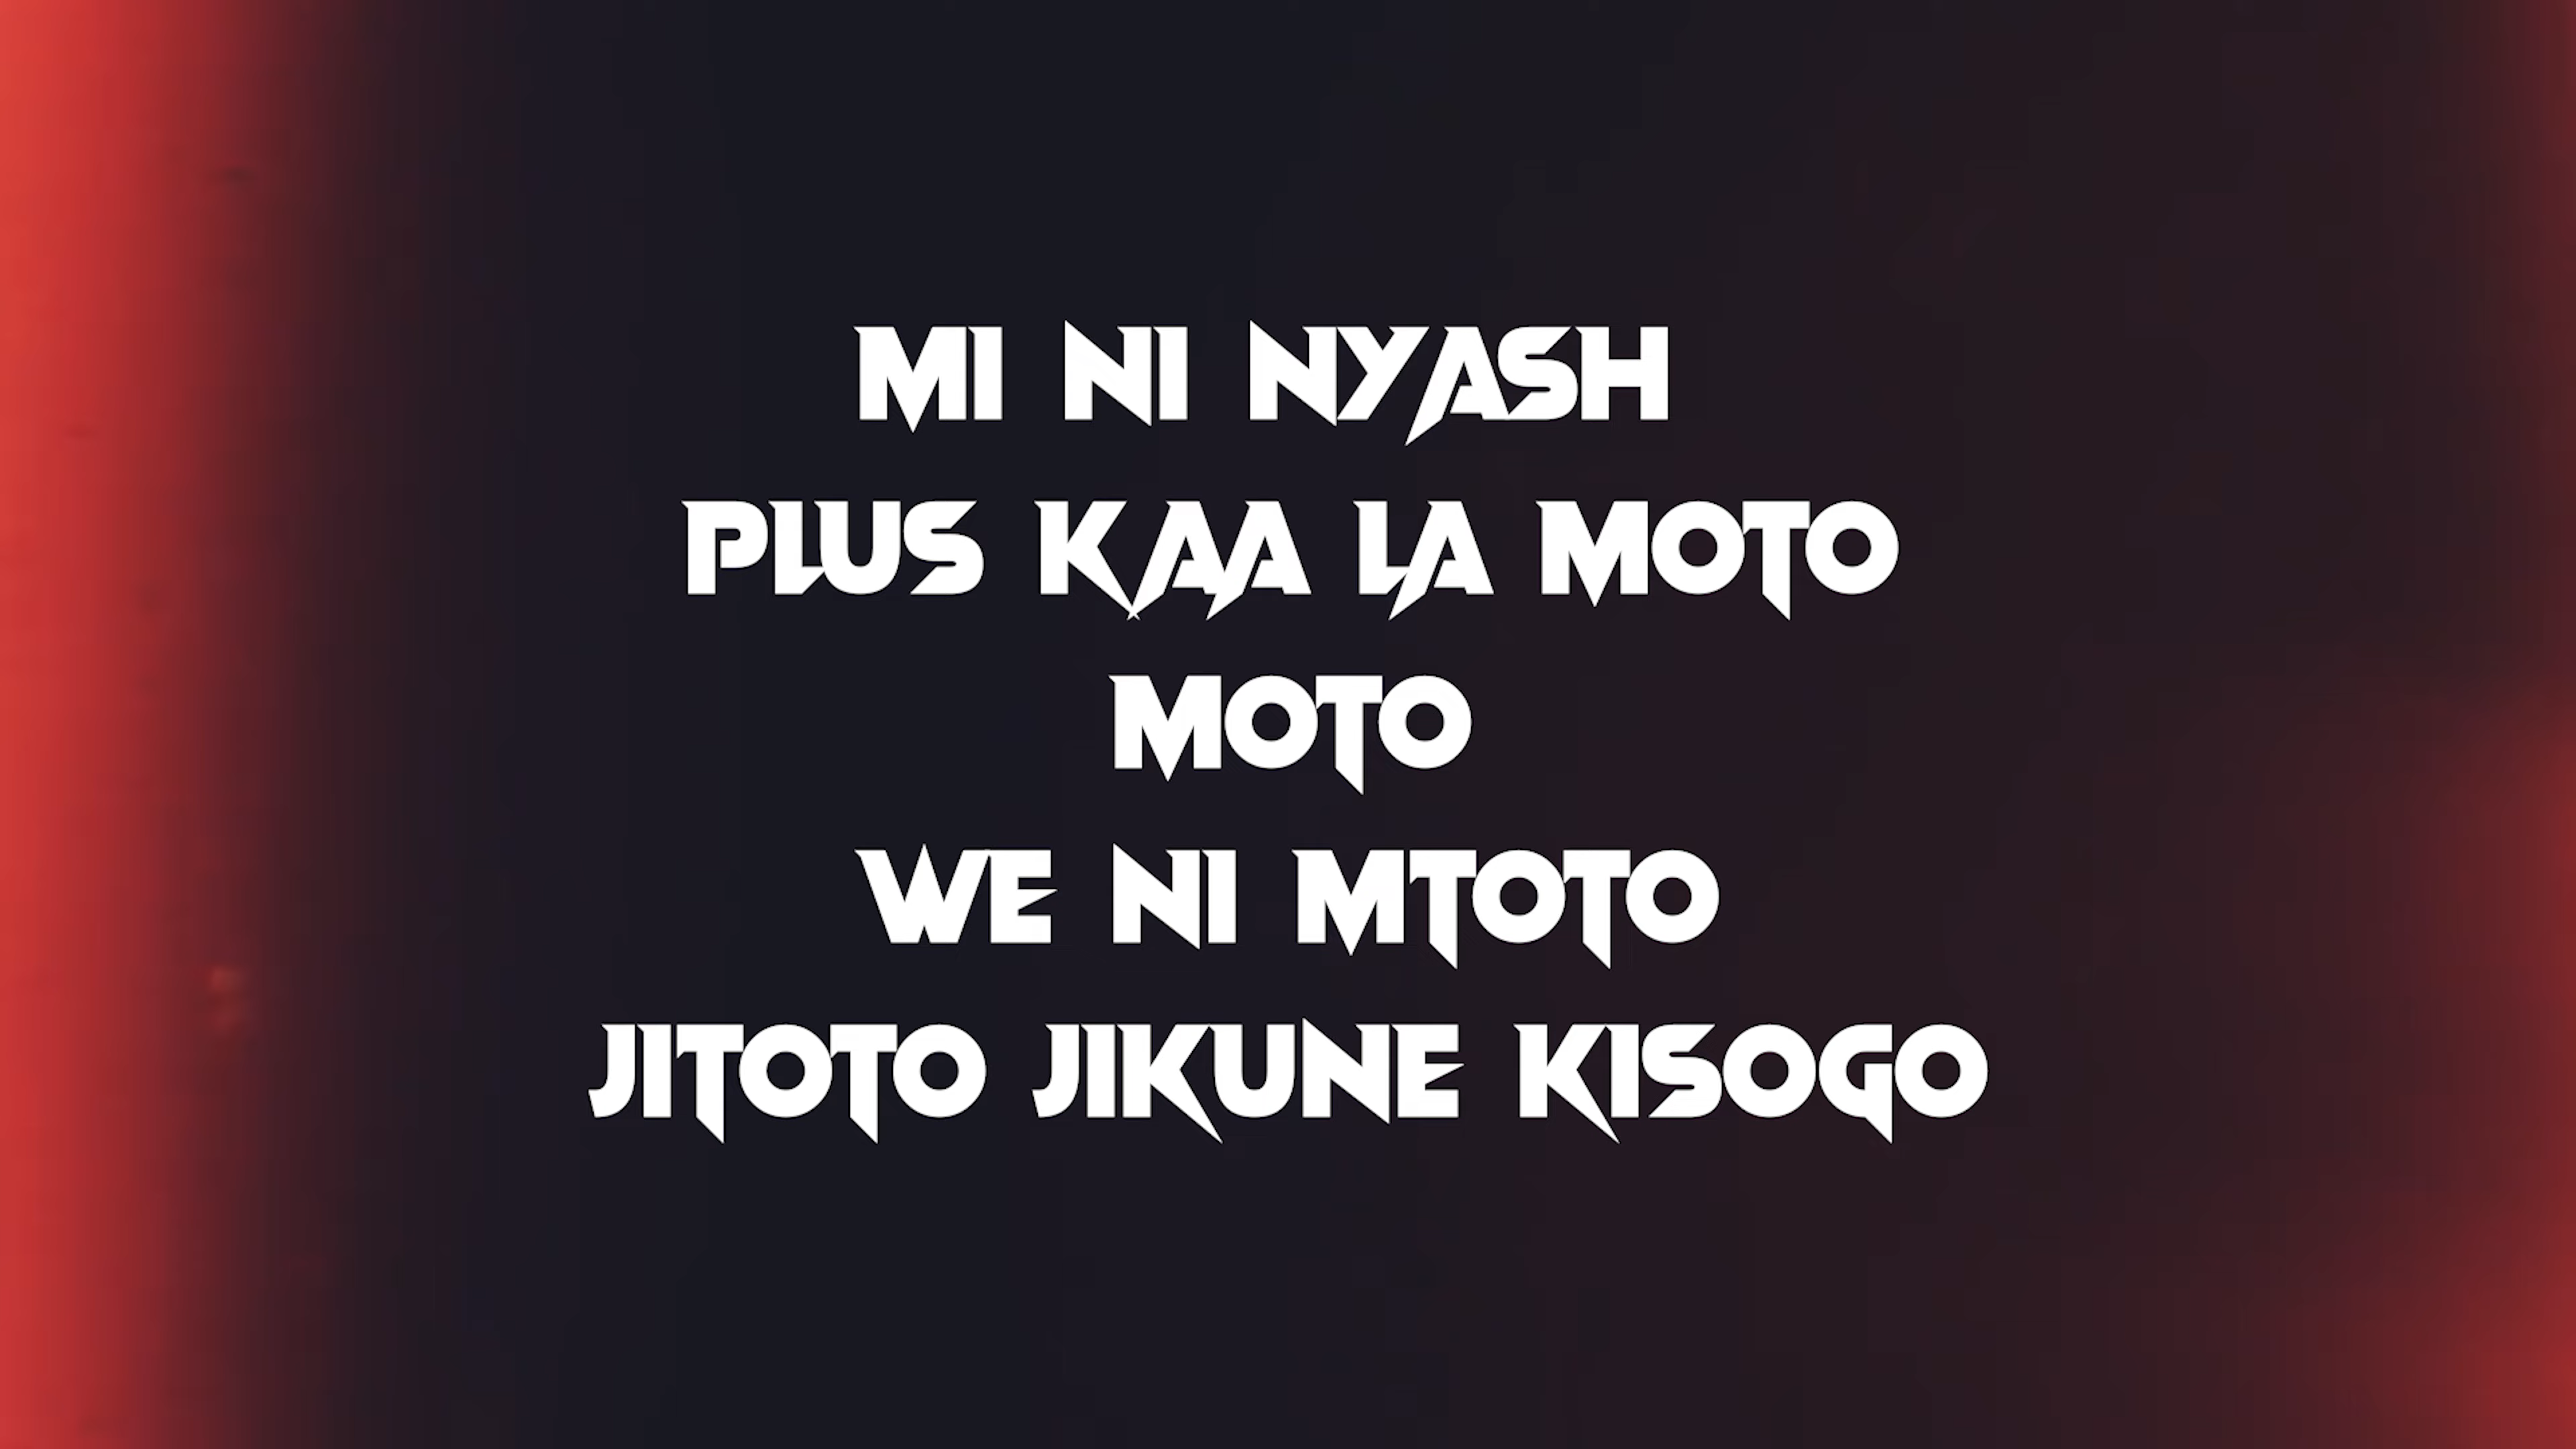 MI NI NYASH
PLUS KAA LA MOTO
MOTO
WE NI MTOTO
JITOTO JIKUNE KISOGO